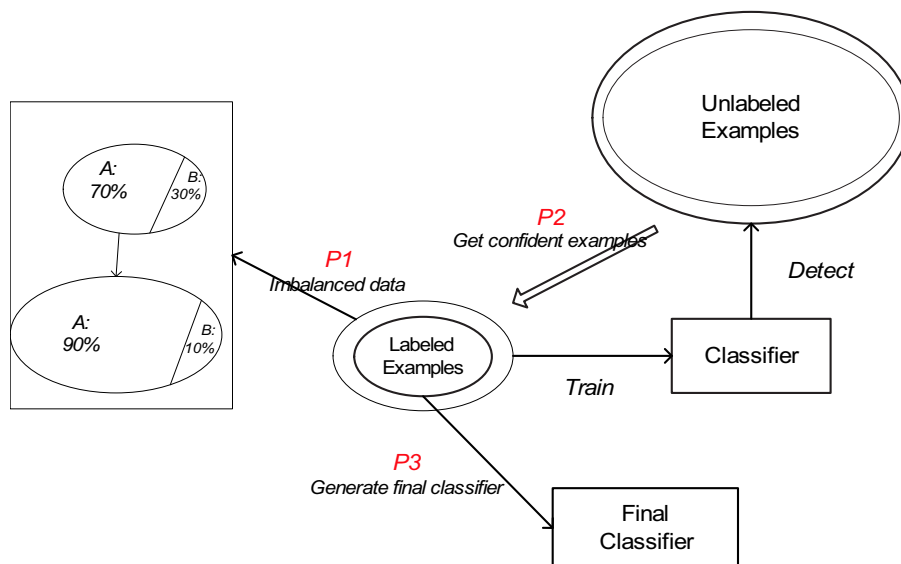 Unlabeled
Examples
A:
70%
B:
30%
P2
Get confident examples
P1
Imbalanced data
Detect
A:
90%
B:
10%
Labeled
Examples
Classifier
Train
P3
Generate final classifier
Final
Classifier